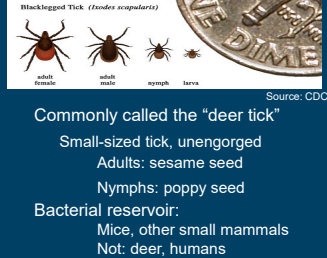 Blacklegged Tick (Ixodes scapularis)
adult female
adult male
nymph
larva
ONE DIME
Source: CDC
Commonly called the “deer tick”
Small-sized tick, unengorged
Adults: sesame seed
Nymphs: poppy seed
Bacterial reservoir:
Mice, other small mammals
Not: deer, humans